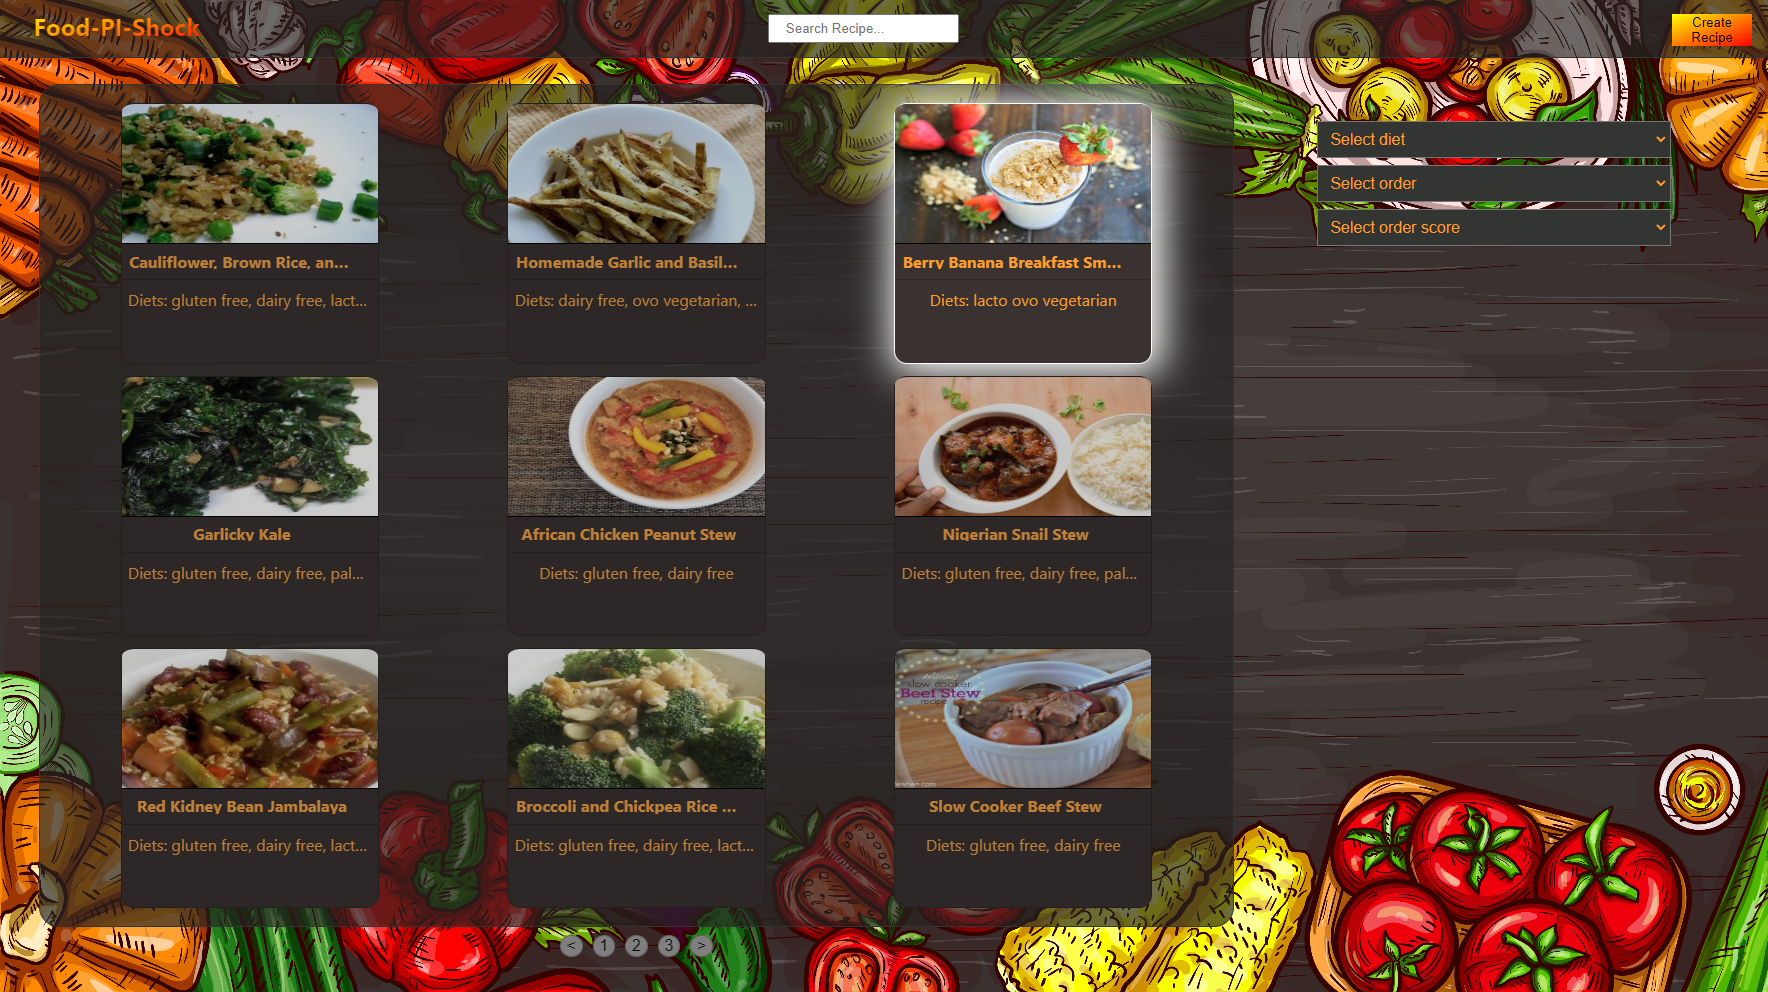 Food-PI-Shock
Search Recipe...
Create
Recipe
Select diet
Select order
Select order score
Cauliflower, Brown Rice, an...
Diets: gluten free, dairy free, lact...
Homemade Garlic and Basil...
Diets: dairy free, ovo vegetarian, ...
Berry Banana Breakfast Sm...
Diets: lacto ovo vegetarian
Garlicky Kale
Diets: gluten free, dairy free, pal...
African Chicken Peanut Stew
Diets: gluten free, dairy free
Nigerian Snail Stew
Diets: gluten free, dairy free, pal...
Red Kidney Bean Jambalaya
Diets: gluten free, dairy free, lact...
Broccoli and Chickpea Rice ...
Diets: gluten free, dairy free, lact...
delicious
slow cooker
Beef Stew
recipe
Slow Cooker Beef Stew
Diets: gluten free, dairy free
< 1 2 3 >